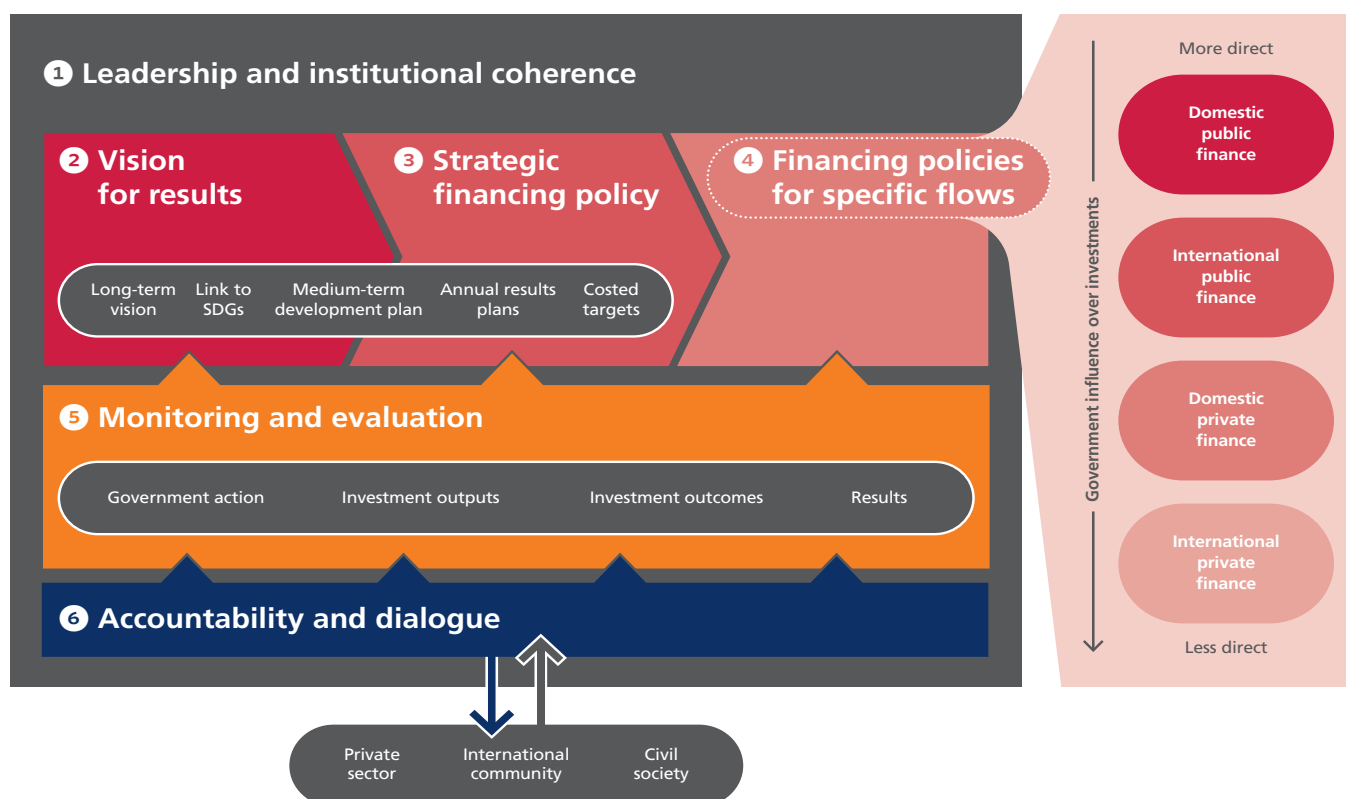 1 Leadership and institutional coherence
2 Vision
for results
3 Strategic
financing policy
4 Financing policies
for specific flows
Long-term
vision
Link to
SDGs
Medium-term
development plan
Annual results
plans
Costed
targets
5 Monitoring and evaluation
Government action
Investment outputs
Investment outcomes
Results
6 Accountability and dialogue
Private
sector
International
community
Civil
society
More direct
Government influence over investments
Domestic
public
finance
International
public
finance
Domestic
private
finance
International
private
finance
Less direct